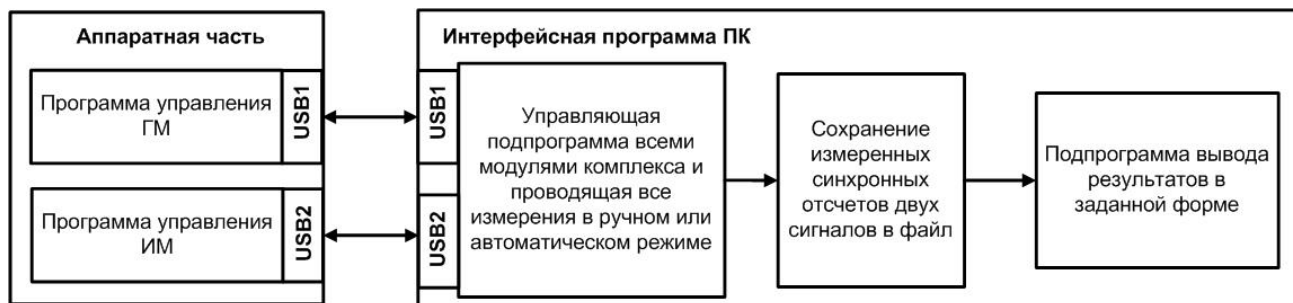 Аппаратная часть
Программа управления
ГМ
USB1
Программа управления
ИМ
USB2
Интерфейсная программа ПК
USB1
USB2
Управляющая
подпрограмма всеми
модулями комплекса и
проводящая все
измерения в ручном или
автоматическом режиме
Сохранение
измеренных
синхронных
отсчетов двух
сигналов в файл
Подпрограмма вывода
результатов в
заданной форме